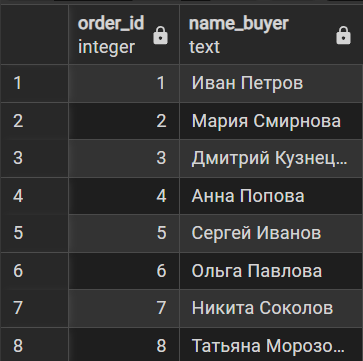 order_id name_buyer
integer text
1 1 Иван Петров
2 2 Мария Смирнова
3 3 Дмитрий Кузнец…
4 4 Анна Попова
5 5 Сергей Иванов
6 6 Ольга Павлова
7 7 Никита Соколов
8 8 Татьяна Морозо…